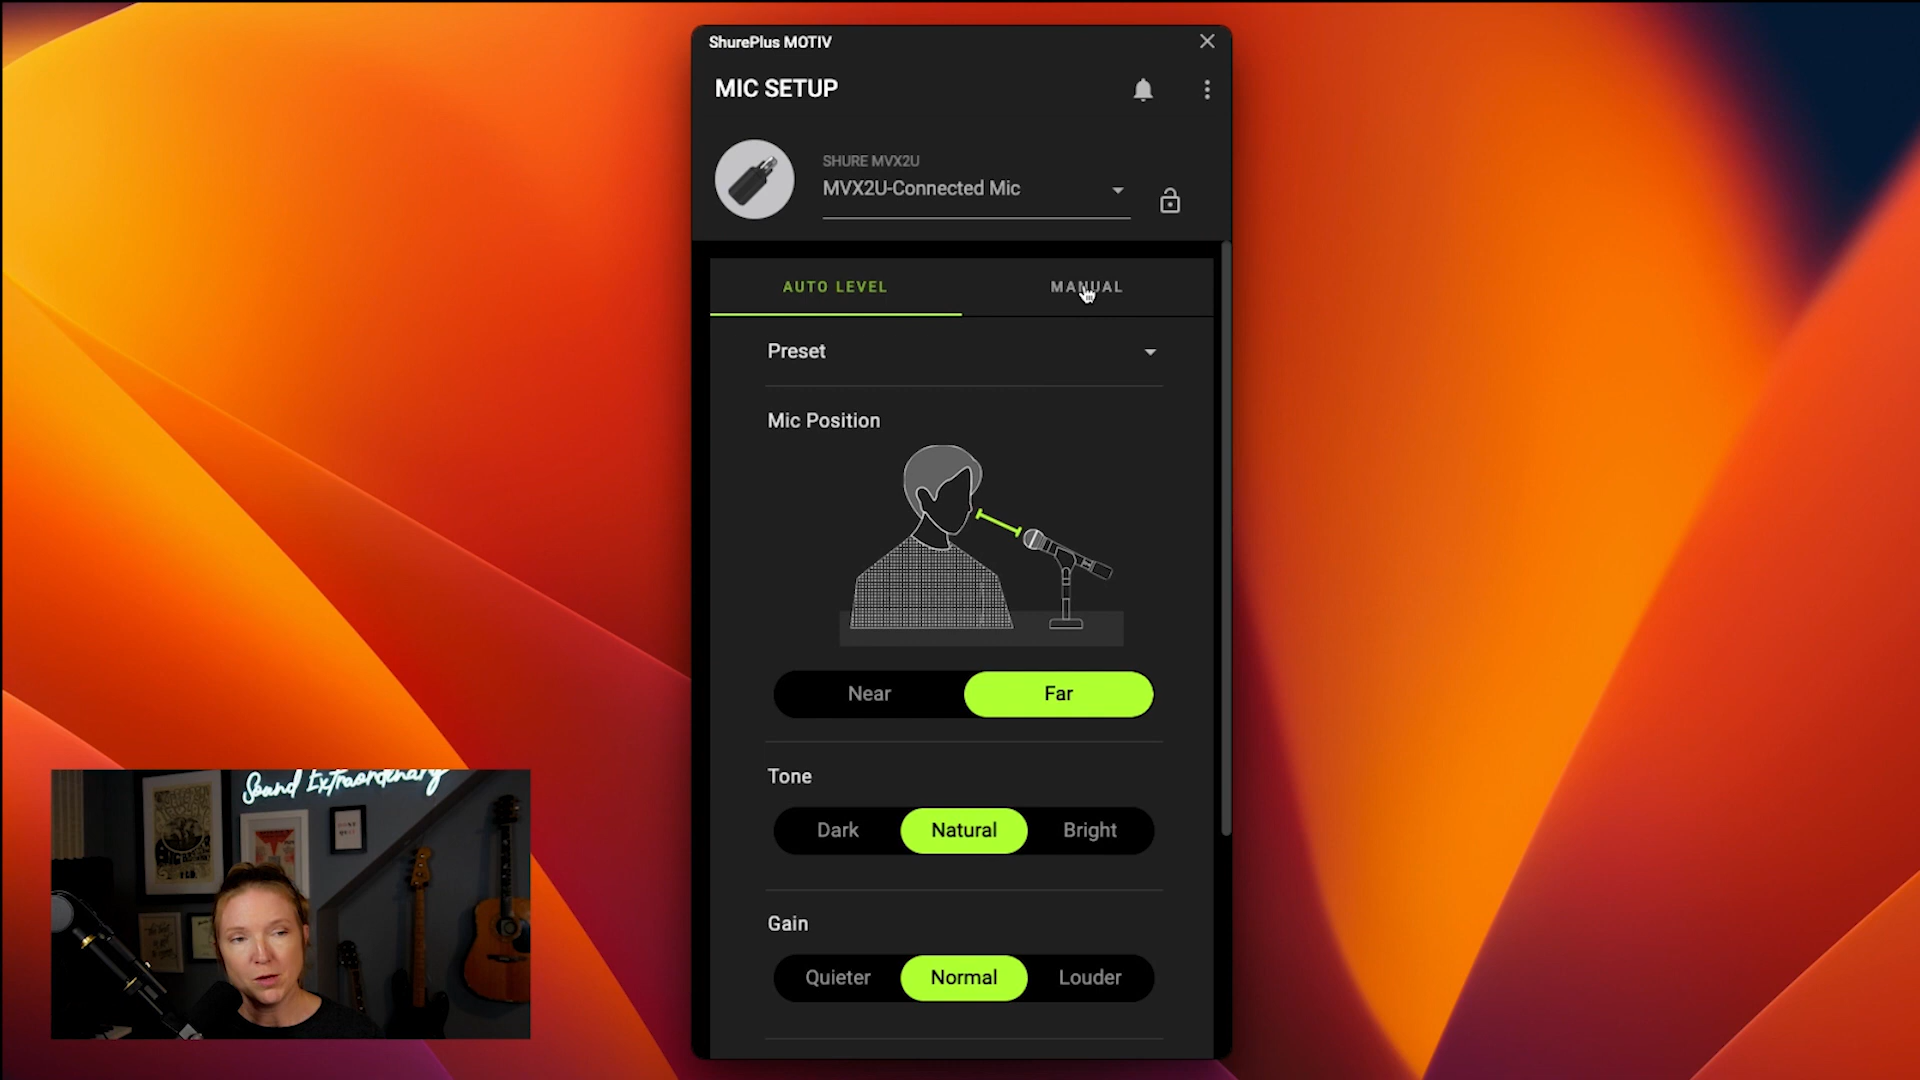 ShurePlus MOTIV
MIC SETUP
SHURE MVX2U
MVX2U-Connected Mic
AUTO LEVEL
MANUAL
Preset
Mic Position
Near
Far
Tone
Dark
Natural
Bright
Gain
Quieter
Normal
Louder
Sound Extraordinary